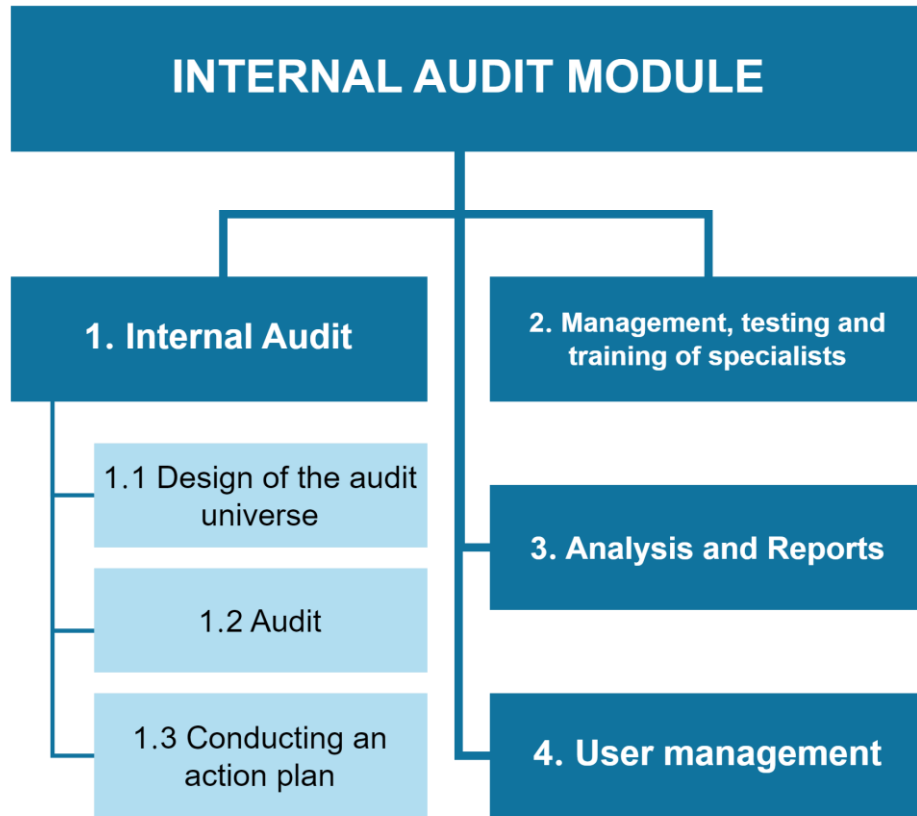 INTERNAL AUDIT MODULE
1. Internal Audit
1.1 Design of the audit
universe
1.2 Audit
1.3 Conducting an
action plan
2. Management, testing and
training of specialists
3. Analysis and Reports
4. User management